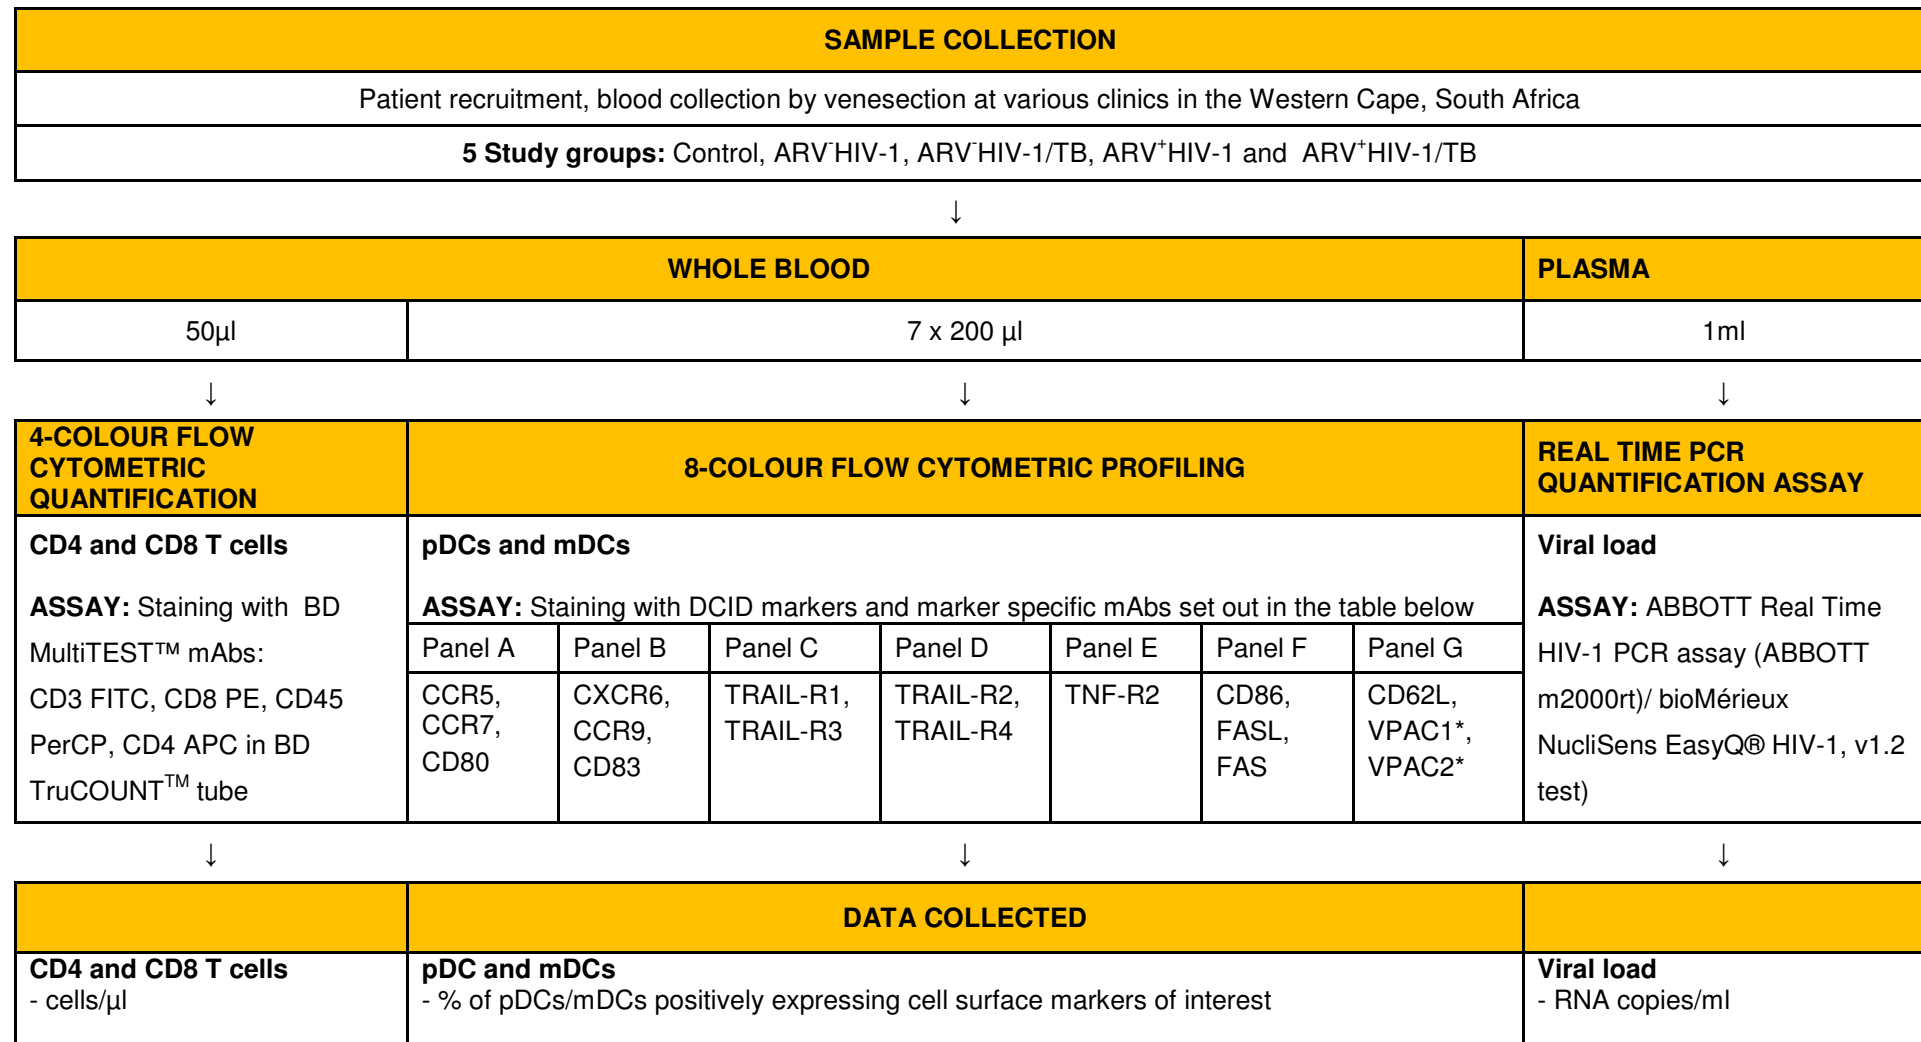 SAMPLE COLLECTION
Patient recruitment, blood collection by venesection at various clinics in the Western Cape, South Africa
5 Study groups: Control, ARV⁻HIV-1, ARV⁻HIV-1/TB, ARV⁺HIV-1 and ARV⁺HIV-1/TB
↓
WHOLE BLOOD
PLASMA
50µl
7 x 200 µl
1ml
↓ ↓ ↓
4-COLOUR FLOW
CYTOMETRIC
QUANTIFICATION
8-COLOUR FLOW CYTOMETRIC PROFILING
REAL TIME PCR
QUANTIFICATION ASSAY
CD4 and CD8 T cells
ASSAY: Staining with BD
MultiTEST™ mAbs:
CD3 FITC, CD8 PE, CD45
PerCP, CD4 APC in BD
TruCOUNT™ tube
pDCs and mDCs
ASSAY: Staining with DCID markers and marker specific mAbs set out in the table below
Panel A
Panel B
Panel C
Panel D
Panel E
Panel F
Panel G
CCR5,
CCR7,
CD80
CXCR6,
CCR9,
CD83
TRAIL-R1,
TRAIL-R3
TRAIL-R2,
TRAIL-R4
TNF-R2
CD86,
FASL,
FAS
CD62L,
VPAC1*,
VPAC2*
Viral load
ASSAY: ABBOTT Real Time
HIV-1 PCR assay (ABBOTT
m2000rt)/ bioMérieux
NucliSens EasyQ® HIV-1, v1.2
test)
↓ ↓ ↓
DATA COLLECTED
CD4 and CD8 T cells
- cells/µl
pDC and mDCs
- % of pDCs/mDCs positively expressing cell surface markers of interest
Viral load
- RNA copies/ml